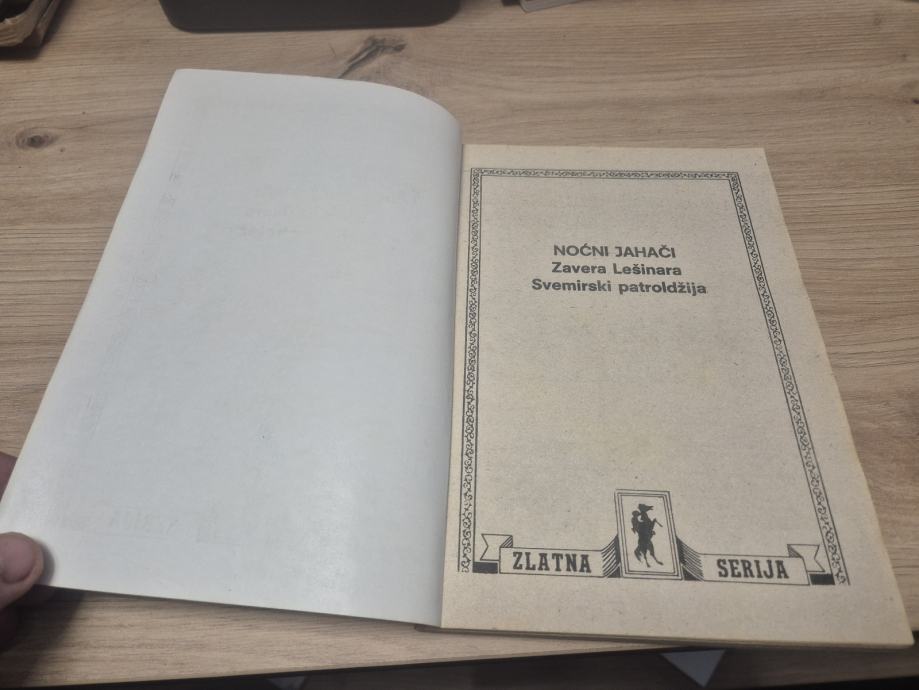 NOĆNI JAHAČI
Zavera Lešinara
Svemirski patroldžija
ZLATNA SERIJA